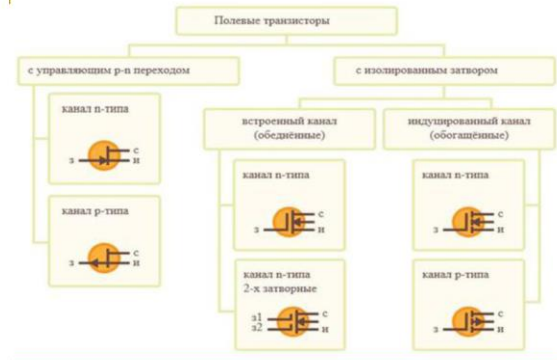 Полевые транзисторы
с управляющим p-n переходом
с изолированным затвором
канал n-типа
з
с
и
канал p-типа
з
с
и
встроенный канал
(обеднённые)
индуцированный канал
(обогащённые)
канал n-типа
з
с
и
канал n-типа
2-х затворные
з1
з2
с
и
канал n-типа
з
с
и
канал p-типа
з
с
и